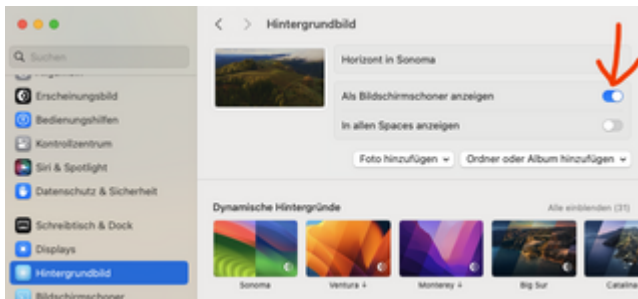 Hintergrundbild
Suchen
Erscheinungsbild
Bedienungshilfen
Kontrollzentrum
Siri & Spotlight
Datenschutz & Sicherheit
Schreibtisch & Dock
Displays
Hintergrundbild
Bildschirmschoner
Horizont in Sonoma
Als Bildschirmschoner anzeigen
In allen Spaces anzeigen
Foto hinzufügen
Ordner oder Album hinzufügen
Dynamische Hintergründe
Alle einblenden (31)
Sonoma
Ventura
Monterey
Big Sur
Catalina